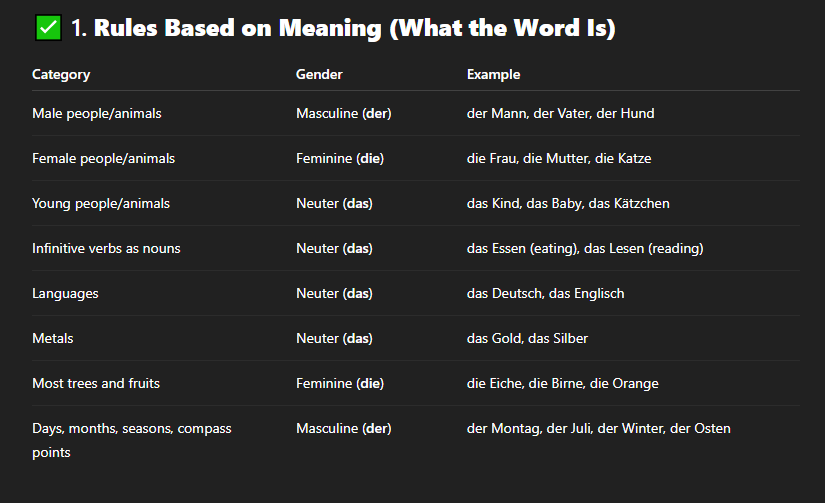 ✅ 1. Rules Based on Meaning (What the Word Is)
Category Gender Example
Male people/animals Masculine (der) der Mann, der Vater, der Hund
Female people/animals Feminine (die) die Frau, die Mutter, die Katze
Young people/animals Neuter (das) das Kind, das Baby, das Kätzchen
Infinitive verbs as nouns Neuter (das) das Essen (eating), das Lesen (reading)
Languages Neuter (das) das Deutsch, das Englisch
Metals Neuter (das) das Gold, das Silber
Most trees and fruits Feminine (die) die Eiche, die Birne, die Orange
Days, months, seasons, compass Masculine (der) der Montag, der Juli, der Winter, der Osten
points